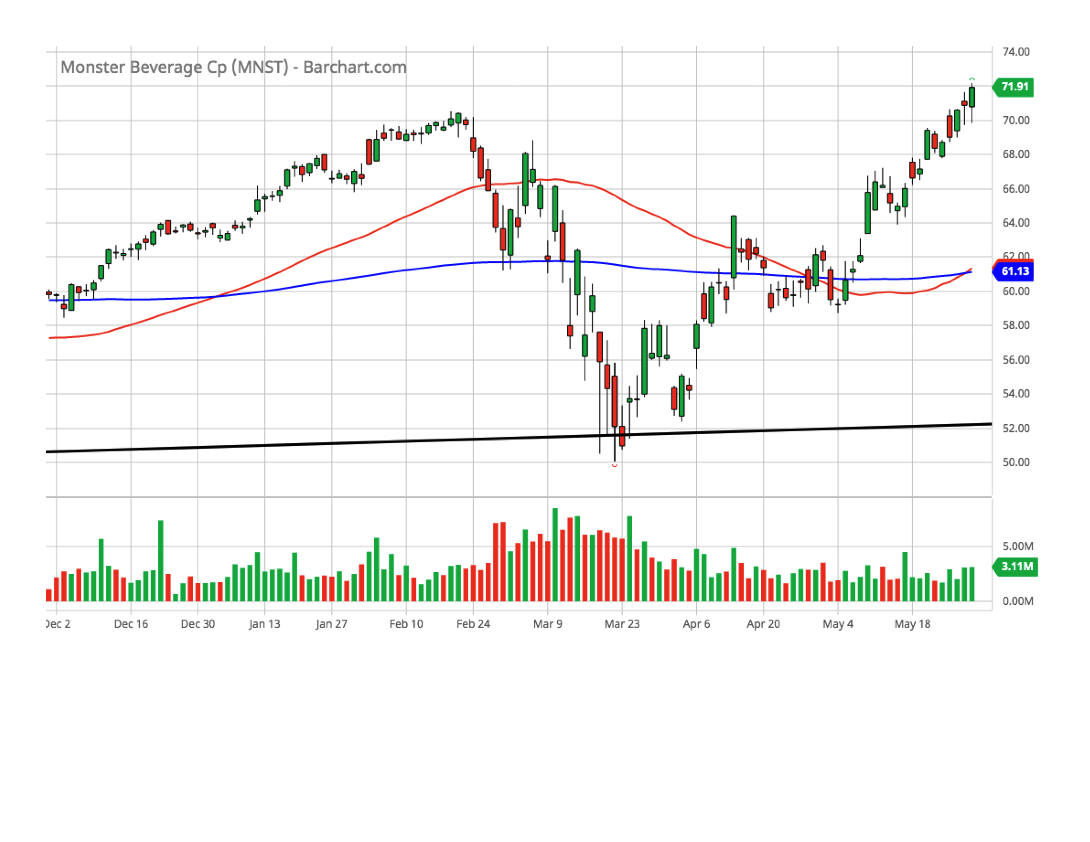 Monster Beverage Cp (MNST) - Barchart.com
74.00
71.91
70.00
68.00
66.00
64.00
62.00
61.13
60.00
58.00
56.00
54.00
52.00
50.00
5.00M
3.11M
0.00M
Dec 2 Dec 16 Dec 30 Jan 13 Jan 27 Feb 10 Feb 24 Mar 9 Mar 23 Apr 6 Apr 20 May 4 May 18